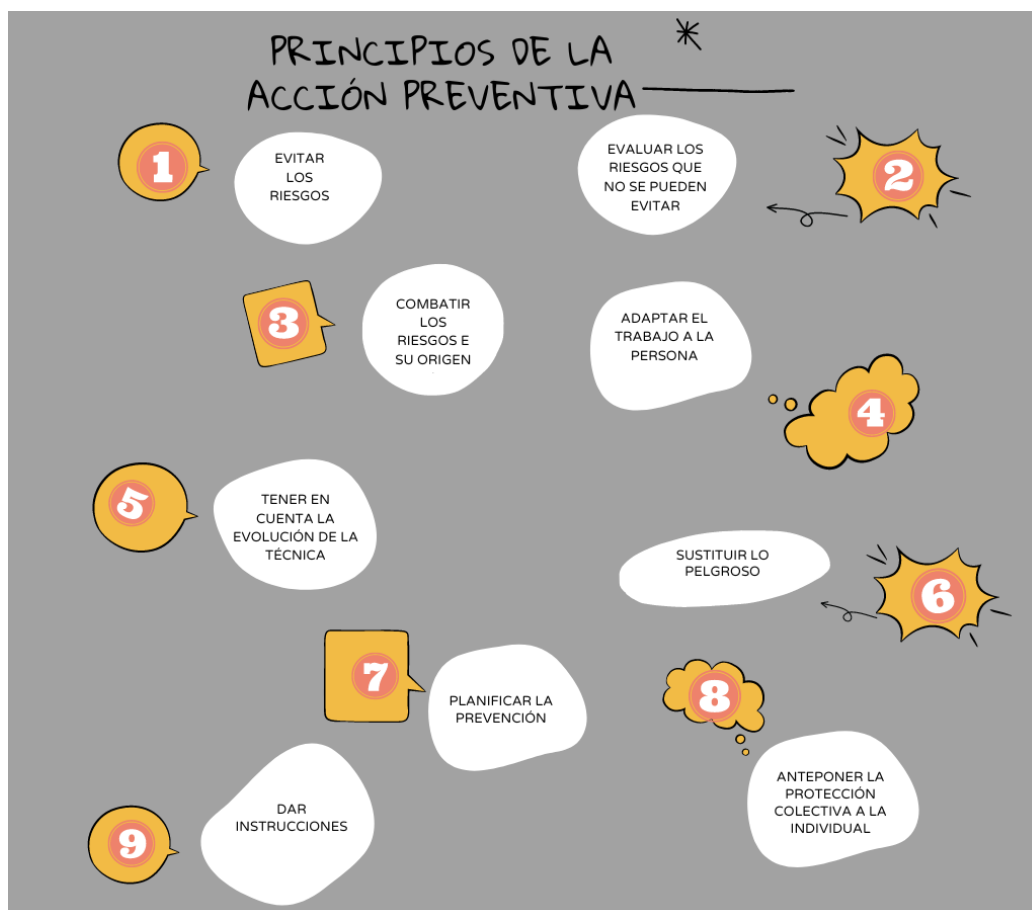 PRINCIPIOS DE LA
ACCIÓN PREVENTIVA
1
EVITAR
LOS
RIESGOS
2
EVALUAR LOS
RIESGOS QUE
NO SE PUEDEN
EVITAR
3
COMBATIR
LOS
RIESGOS E
SU ORIGEN
4
ADAPTAR EL
TRABAJO A LA
PERSONA
5
TENER EN
CUENTA LA
EVOLUCIÓN DE LA
TÉCNICA
6
SUSTITUIR LO
PELGROSO
7
PLANIFICAR LA
PREVENCIÓN
8
ANTEPONER LA
PROTECCIÓN
COLECTIVA A LA
INDIVIDUAL
9
DAR
INSTRUCCIONES